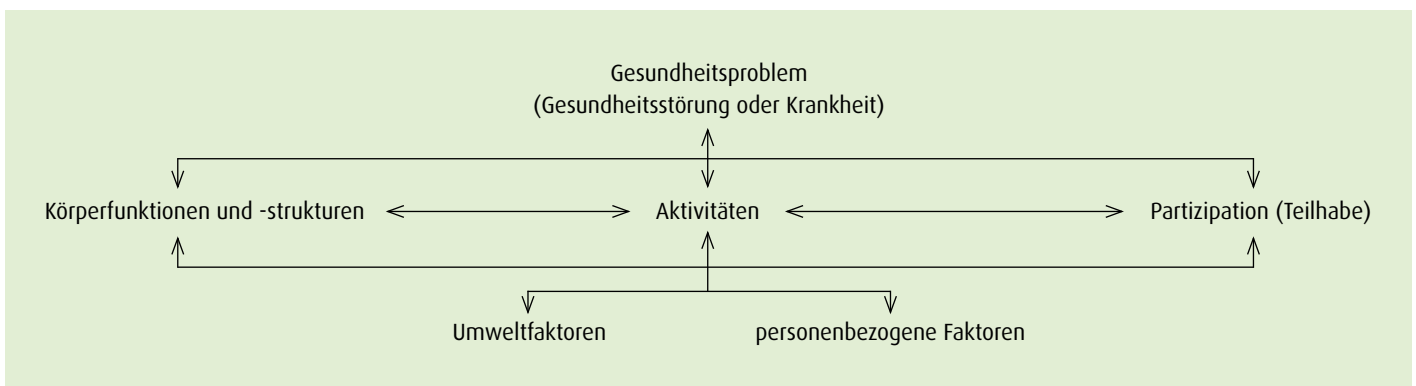 Gesundheitsproblem
(Gesundheitsstörung oder Krankheit)
Körperfunktionen und -strukturen
Aktivitäten
Partizipation (Teilhabe)
Umweltfaktoren
personenbezogene Faktoren